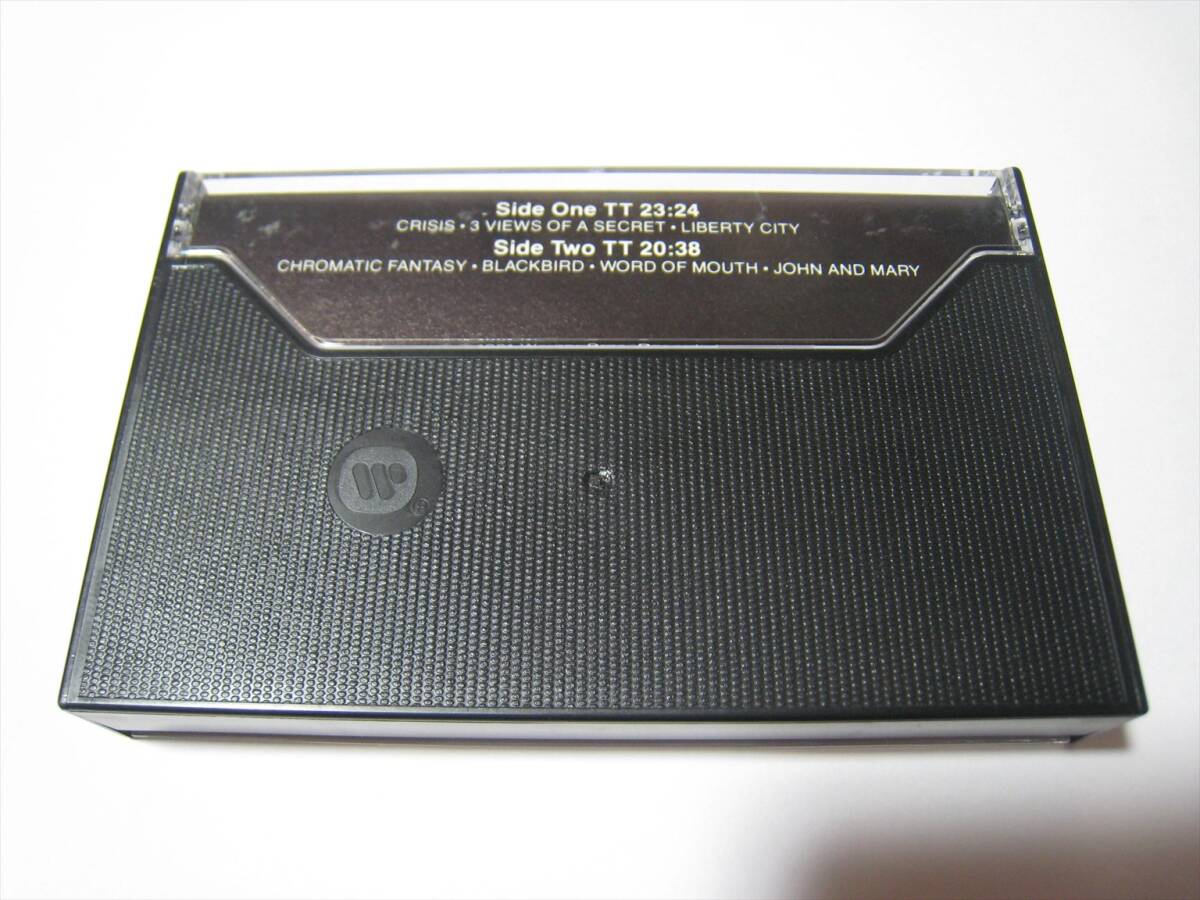 Side One TT 23:24
CRISIS • 3 VIEWS OF A SECRET • LIBERTY CITY
Side Two TT 20:38
CHROMATIC FANTASY • BLACKBIRD • WORD OF MOUTH • JOHN AND MARY
®